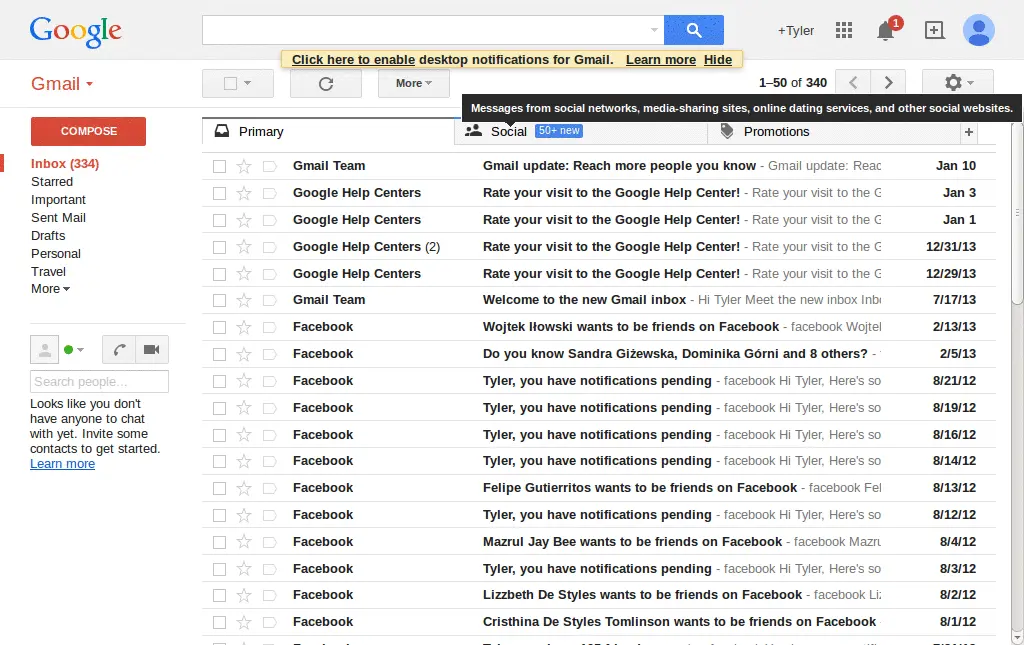 Google
+Tyler
1
Click here to enable desktop notifications for Gmail. Learn more Hide
Gmail
More
1–50 of 340
Messages from social networks, media-sharing sites, online dating services, and other social websites.
COMPOSE
Primary
Social 50+ new
Promotions
+
Inbox (334)
Starred
Important
Sent Mail
Drafts
Personal
Travel
More
Search people...
Looks like you don't
have anyone to chat
with yet. Invite some
contacts to get started.
Learn more
Gmail Team Gmail update: Reach more people you know - Gmail update: Reac Jan 10
Google Help Centers Rate your visit to the Google Help Center! - Rate your visit to the G Jan 3
Google Help Centers Rate your visit to the Google Help Center! - Rate your visit to the G Jan 1
Google Help Centers (2) Rate your visit to the Google Help Center! - Rate your visit to the G 12/31/13
Google Help Centers Rate your visit to the Google Help Center! - Rate your visit to the G 12/29/13
Gmail Team Welcome to the new Gmail inbox - Hi Tyler Meet the new inbox Inb 7/17/13
Facebook Wojtek Iłowski wants to be friends on Facebook - facebook Wojtel 2/13/13
Facebook Do you know Sandra Giżewska, Dominika Górni and 8 others? - 2/5/13
Facebook Tyler, you have notifications pending - facebook Hi Tyler, Here's so 8/21/12
Facebook Tyler, you have notifications pending - facebook Hi Tyler, Here's so 8/19/12
Facebook Tyler, you have notifications pending - facebook Hi Tyler, Here's so 8/16/12
Facebook Tyler, you have notifications pending - facebook Hi Tyler, Here's so 8/14/12
Facebook Felipe Gutierritos wants to be friends on Facebook - facebook Fel 8/13/12
Facebook Tyler, you have notifications pending - facebook Hi Tyler, Here's so 8/12/12
Facebook Mazrul Jay Bee wants to be friends on Facebook - facebook Mazru 8/4/12
Facebook Tyler, you have notifications pending - facebook Hi Tyler, Here's so 8/3/12
Facebook Lizzbeth De Styles wants to be friends on Facebook - facebook Liz 8/2/12
Facebook Cristhina De Styles Tomlinson wants to be friends on Facebook 8/1/12